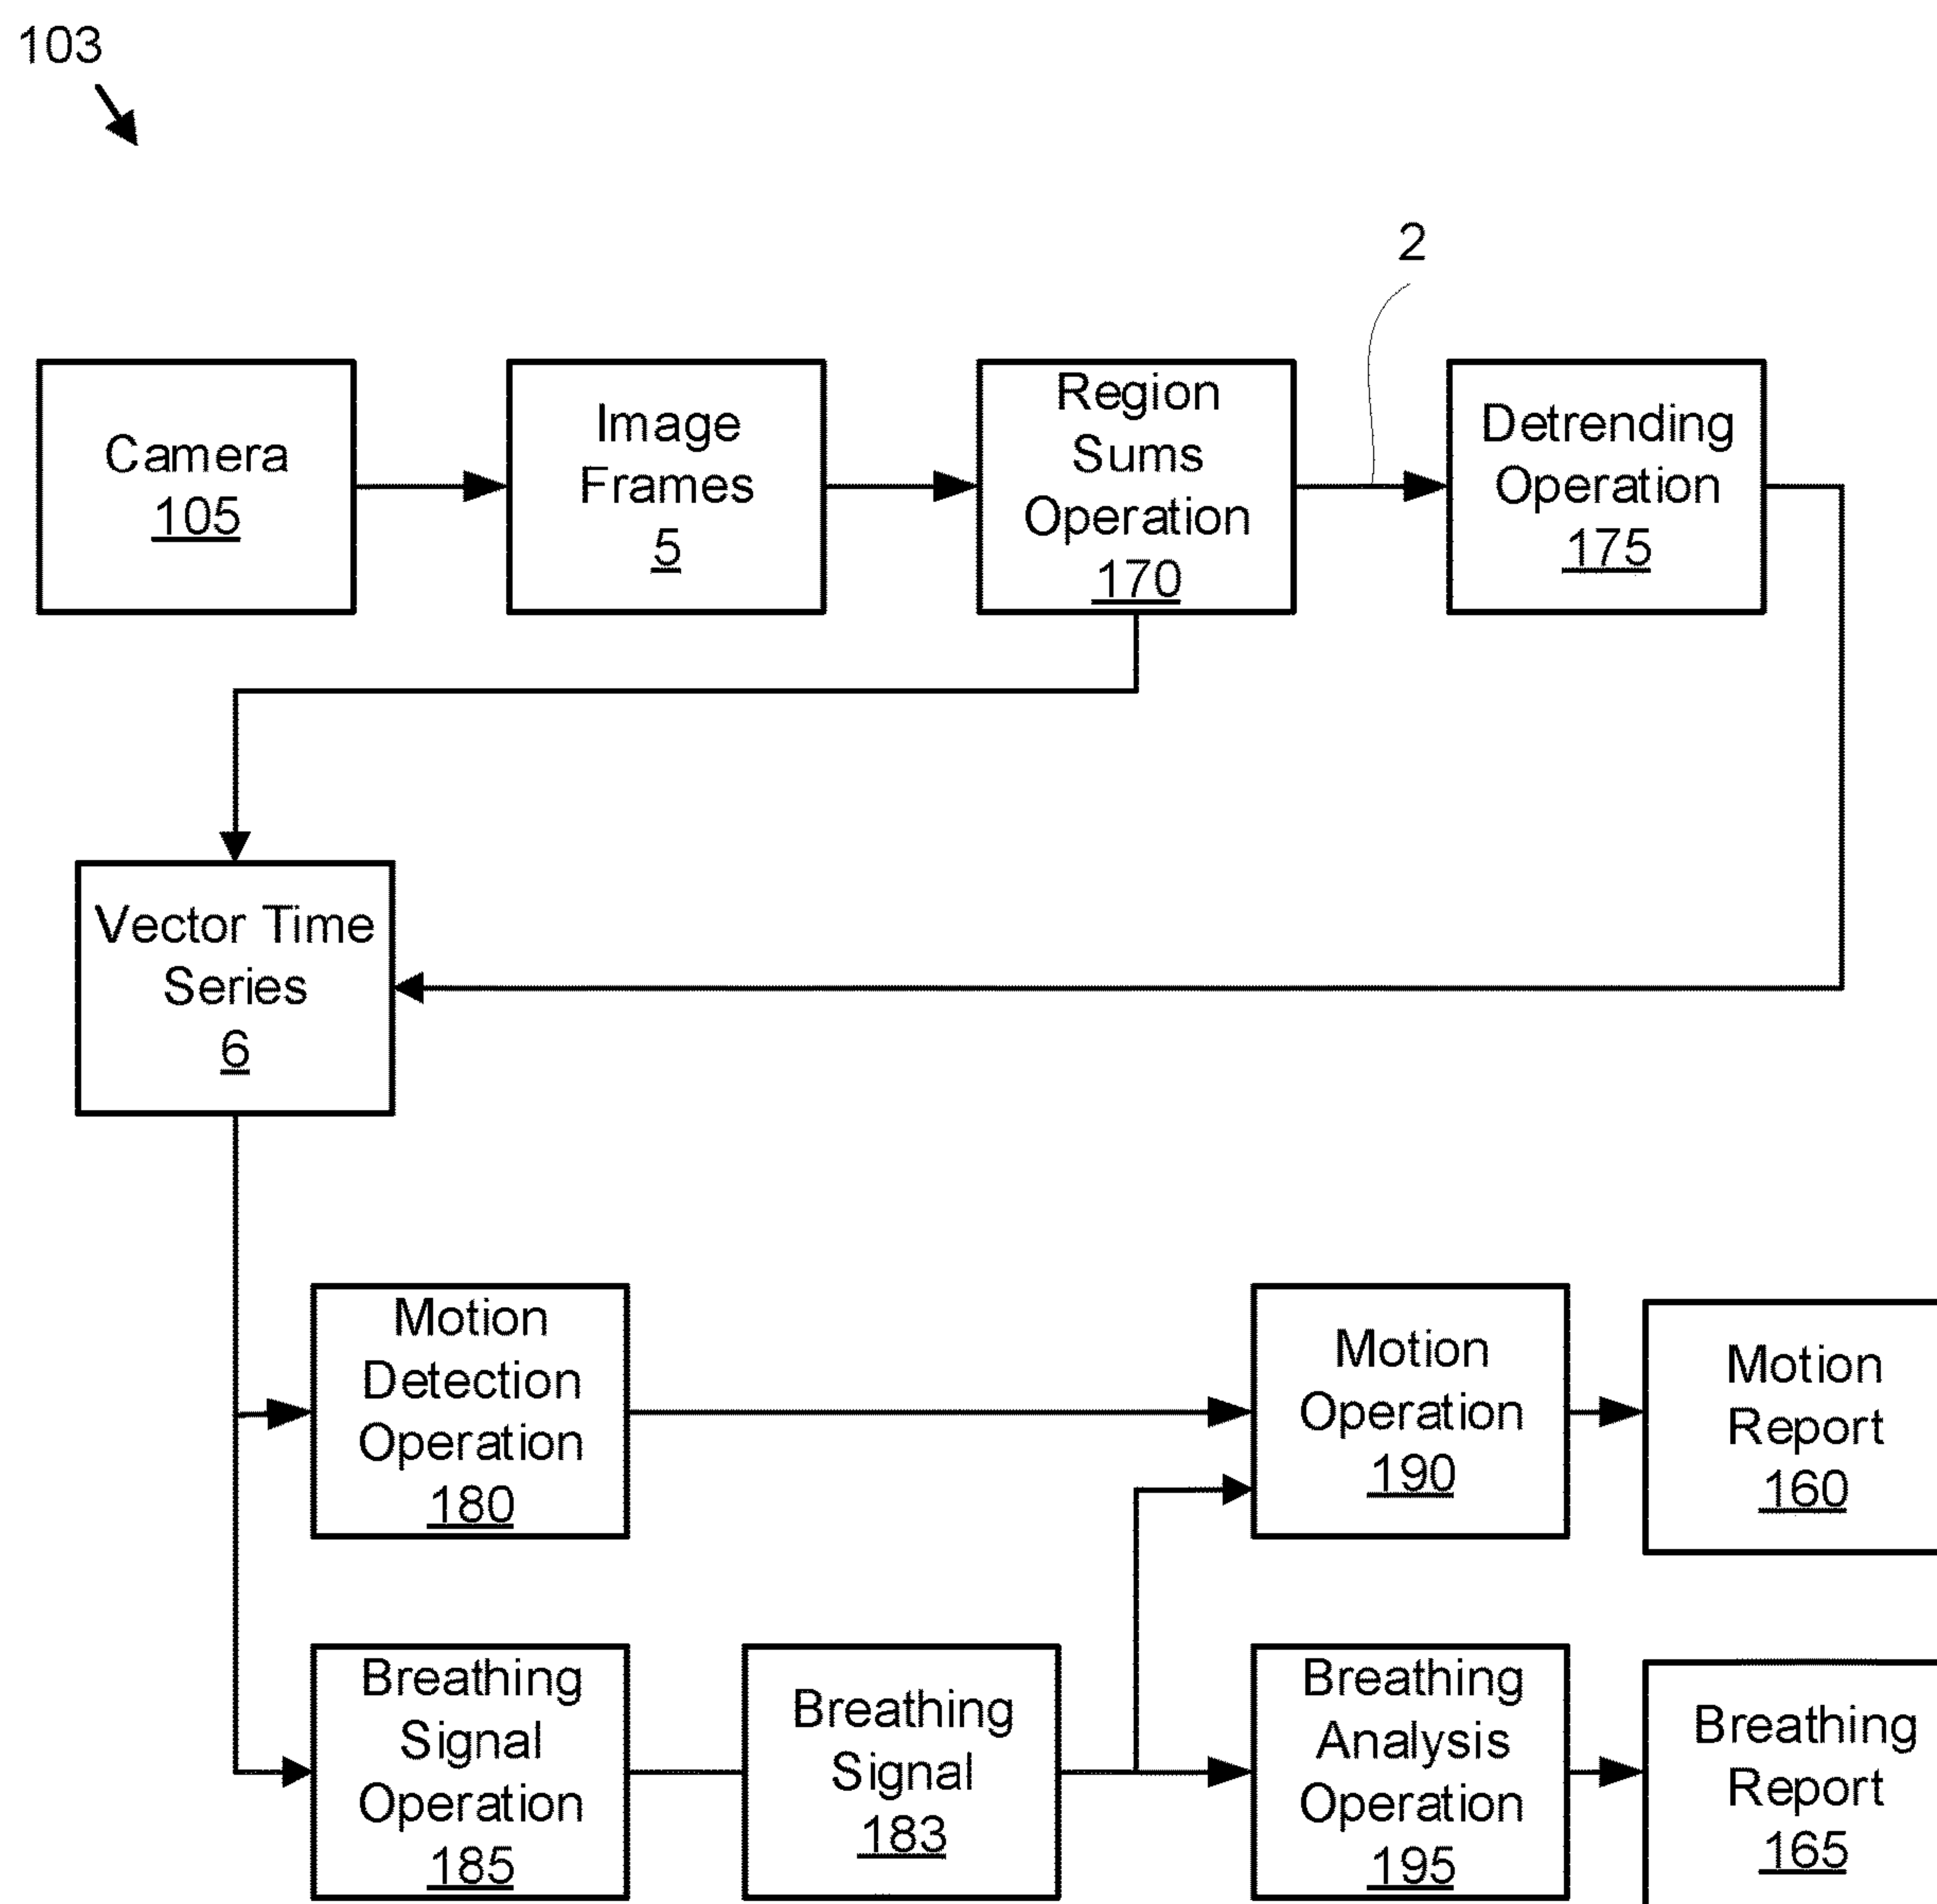 103
2
Camera
105
Image
Frames
5
Region
Sums
Operation
170
Detrending
Operation
175
Vector Time
Series
6
Motion
Detection
Operation
180
Motion
Operation
190
Motion
Report
160
Breathing
Signal
Operation
185
Breathing
Signal
183
Breathing
Analysis
Operation
195
Breathing
Report
165